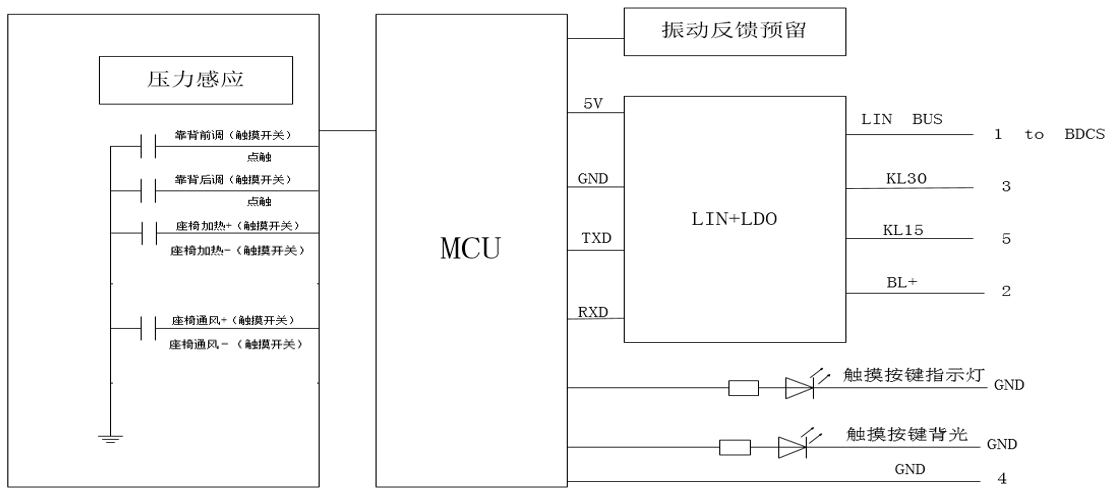 压力感应
靠背前调（触摸开关）
点触
靠背后调（触摸开关）
点触
座椅加热+（触摸开关）
座椅加热-（触摸开关）
座椅通风+（触摸开关）
座椅通风-（触摸开关）
MCU
振动反馈预留
5V
GND
TXD
RXD
LIN+LDO
LIN BUS
1 to BDCS
KL30
3
KL15
5
BL+
2
触摸按键指示灯
GND
触摸按键背光
GND
GND
4